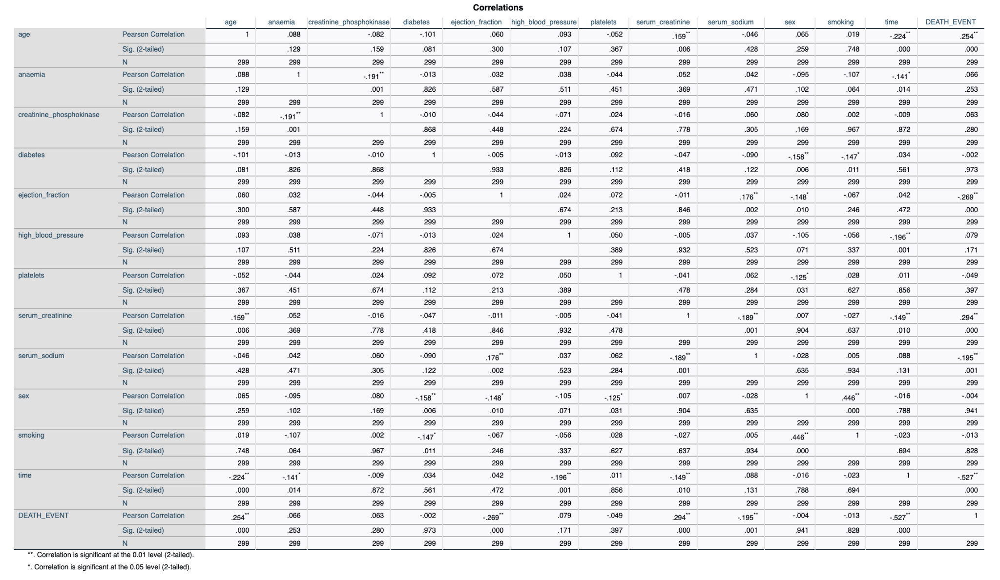 Correlations
age anaemia creatinine_phosphokinase diabetes ejection_fraction high_blood_pressure platelets serum_creatinine serum_sodium sex smoking time DEATH_EVENT
age Pearson Correlation 1 .088 -.082 -.101 .060 .093 -.052 .159** -.046 .065 .019 -.224** .254**
Sig. (2-tailed) .129 .159 .081 .300 .107 .367 .006 .428 .259 .748 .000 .000
N 299 299 299 299 299 299 299 299 299 299 299 299 299
anaemia Pearson Correlation .088 1 -.191** -.013 .032 .038 -.044 .052 .042 -.095 -.107 -.141* .066
Sig. (2-tailed) .129 .001 .826 .587 .511 .451 .369 .471 .102 .064 .014 .253
N 299 299 299 299 299 299 299 299 299 299 299 299 299
creatinine_phosphokinase Pearson Correlation -.082 -.191** 1 -.010 -.044 -.071 .024 -.016 .060 .080 .002 -.009 .063
Sig. (2-tailed) .159 .001 .868 .448 .224 .674 .778 .305 .169 .967 .872 .280
N 299 299 299 299 299 299 299 299 299 299 299 299 299
diabetes Pearson Correlation -.101 -.013 -.010 1 -.005 -.013 .092 -.047 -.090 -.158** -.147* .034 -.002
Sig. (2-tailed) .081 .826 .868 .933 .826 .112 .418 .122 .006 .011 .561 .973
N 299 299 299 299 299 299 299 299 299 299 299 299 299
ejection_fraction Pearson Correlation .060 .032 -.044 -.005 1 .024 .072 -.011 .176** -.148* -.067 .042 -.269**
Sig. (2-tailed) .300 .587 .448 .933 .674 .213 .846 .002 .010 .246 .472 .000
N 299 299 299 299 299 299 299 299 299 299 299 299 299
high_blood_pressure Pearson Correlation .093 .038 -.071 -.013 .024 1 .050 -.005 .037 -.105 -.056 -.196** .079
Sig. (2-tailed) .107 .511 .224 .826 .674 .389 .932 .523 .071 .337 .001 .171
N 299 299 299 299 299 299 299 299 299 299 299 299 299
platelets Pearson Correlation -.052 -.044 .024 .092 .072 .050 1 -.041 .062 -.125* .028 .011 -.049
Sig. (2-tailed) .367 .451 .674 .112 .213 .389 .478 .284 .031 .627 .856 .397
N 299 299 299 299 299 299 299 299 299 299 299 299 299
serum_creatinine Pearson Correlation .159** .052 -.016 -.047 -.011 -.005 -.041 1 -.189** .007 -.027 -.149** .294**
Sig. (2-tailed) .006 .369 .778 .418 .846 .932 .478 .001 .904 .637 .010 .000
N 299 299 299 299 299 299 299 299 299 299 299 299 299
serum_sodium Pearson Correlation -.046 .042 .060 -.090 .176** .037 .062 -.189** 1 -.028 .005 .088 -.195**
Sig. (2-tailed) .428 .471 .305 .122 .002 .523 .284 .001 .635 .934 .131 .001
N 299 299 299 299 299 299 299 299 299 299 299 299 299
sex Pearson Correlation .065 -.095 .080 -.158** -.148* -.105 -.125* .007 -.028 1 .446** -.016 -.004
Sig. (2-tailed) .259 .102 .169 .006 .010 .071 .031 .904 .635 .000 .788 .941
N 299 299 299 299 299 299 299 299 299 299 299 299 299
smoking Pearson Correlation .019 -.107 .002 -.147* -.067 -.056 .028 -.027 .005 .446** 1 -.023 -.013
Sig. (2-tailed) .748 .064 .967 .011 .246 .337 .627 .637 .934 .000 .694 .828
N 299 299 299 299 299 299 299 299 299 299 299 299 299
time Pearson Correlation -.224** -.141* -.009 .034 .042 -.196** .011 -.149** .088 -.016 -.023 1 -.527**
Sig. (2-tailed) .000 .014 .872 .561 .472 .001 .856 .010 .131 .788 .694 .000
N 299 299 299 299 299 299 299 299 299 299 299 299 299
DEATH_EVENT Pearson Correlation .254** .066 .063 -.002 -.269** .079 -.049 .294** -.195** -.004 -.013 -.527** 1
Sig. (2-tailed) .000 .253 .280 .973 .000 .171 .397 .000 .001 .941 .828 .000
N 299 299 299 299 299 299 299 299 299 299 299 299 299
**. Correlation is significant at the 0.01 level (2-tailed).
*. Correlation is significant at the 0.05 level (2-tailed).